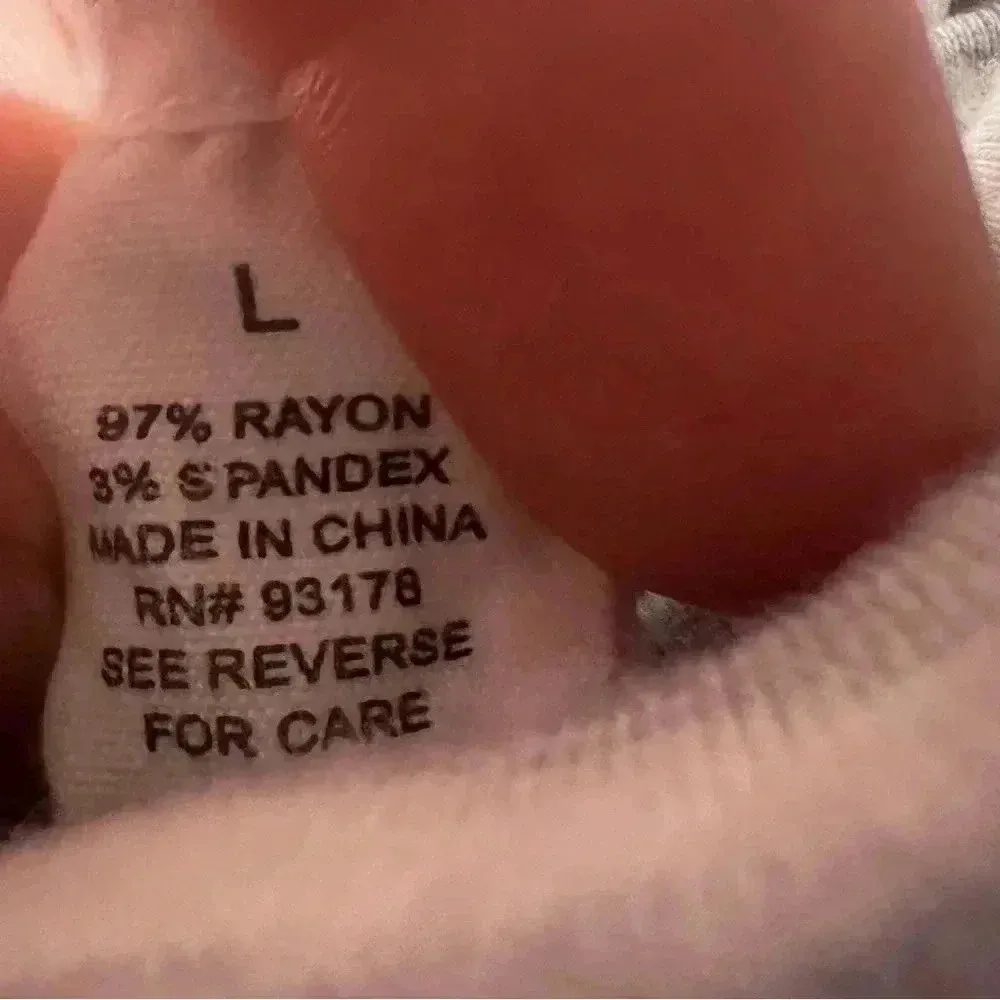 L
97% RAYON
3% SPANDEX
MADE IN CHINA
RN# 93178
SEE REVERSE
FOR CARE